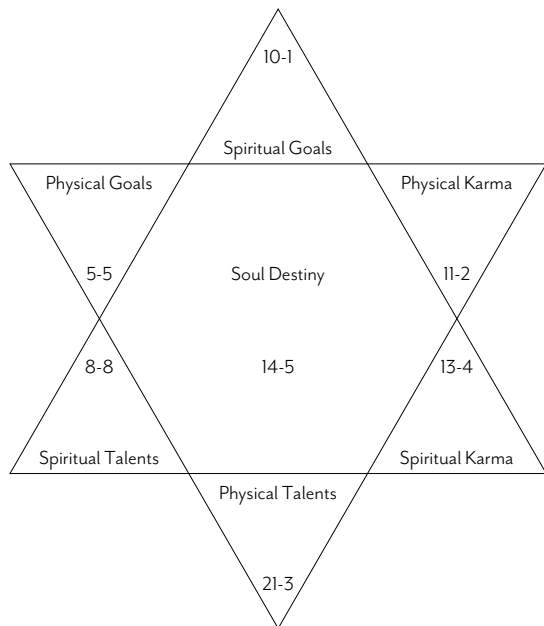 10-1
Spiritual Goals
Physical Goals
Physical Karma
5-5
Soul Destiny
11-2
8-8
14-5
13-4
Spiritual Talents
Spiritual Karma
Physical Talents
21-3